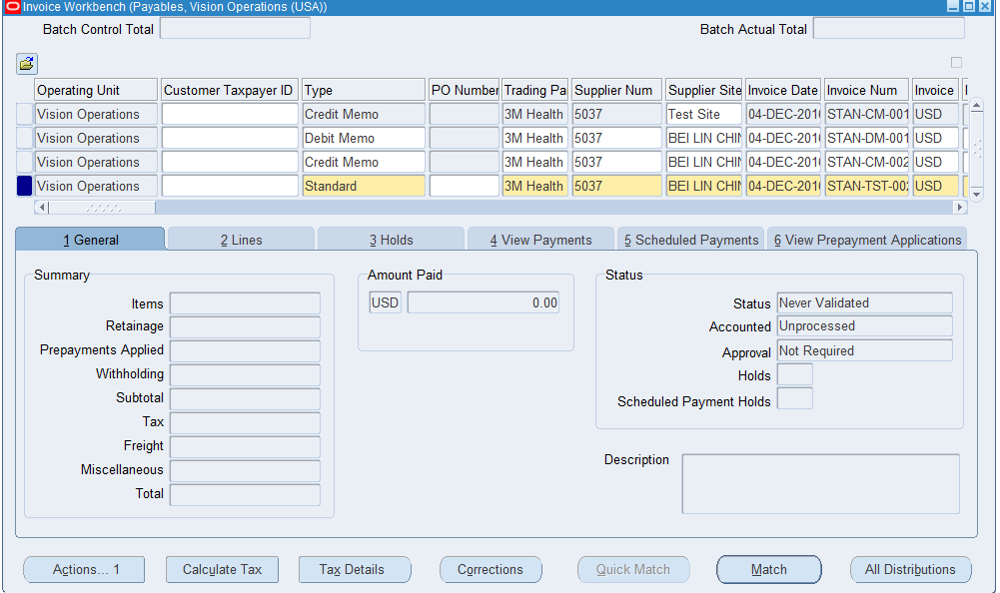 Invoice Workbench (Payables, Vision Operations (USA))
Batch Control Total Batch Actual Total
Operating Unit Customer Taxpayer ID Type PO Number Trading Pa Supplier Num Supplier Site Invoice Date Invoice Num Invoice
Vision Operations Credit Memo 3M Health 5037 Test Site 04-DEC-2016 STAN-CM-001 USD
Vision Operations Debit Memo 3M Health 5037 BEI LIN CHIN 04-DEC-2016 STAN-DM-001 USD
Vision Operations Credit Memo 3M Health 5037 BEI LIN CHIN 04-DEC-2016 STAN-CM-002 USD
Vision Operations Standard 3M Health 5037 BEI LIN CHIN 04-DEC-2016 STAN-TST-002 USD
1 General 2 Lines 3 Holds 4 View Payments 5 Scheduled Payments 6 View Prepayment Applications
Summary Amount Paid Status
Items USD 0.00 Status Never Validated
Retainage Accounted Unprocessed
Prepayments Applied Approval Not Required
Withholding Holds
Subtotal Scheduled Payment Holds
Tax
Freight
Miscellaneous Description
Total
Actions... 1 Calculate Tax Tax Details Corrections Quick Match Match All Distributions